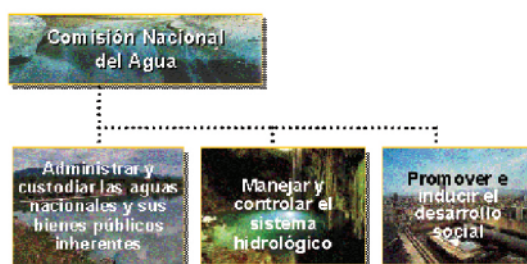 Comisión Nacional
del Agua
Administrar y
custodiar las aguas
nacionales y sus
bienes públicos
inherentes
Manejar y
controlar el
sistema
hidrológico
Promover e
inducir el
desarrollo
social